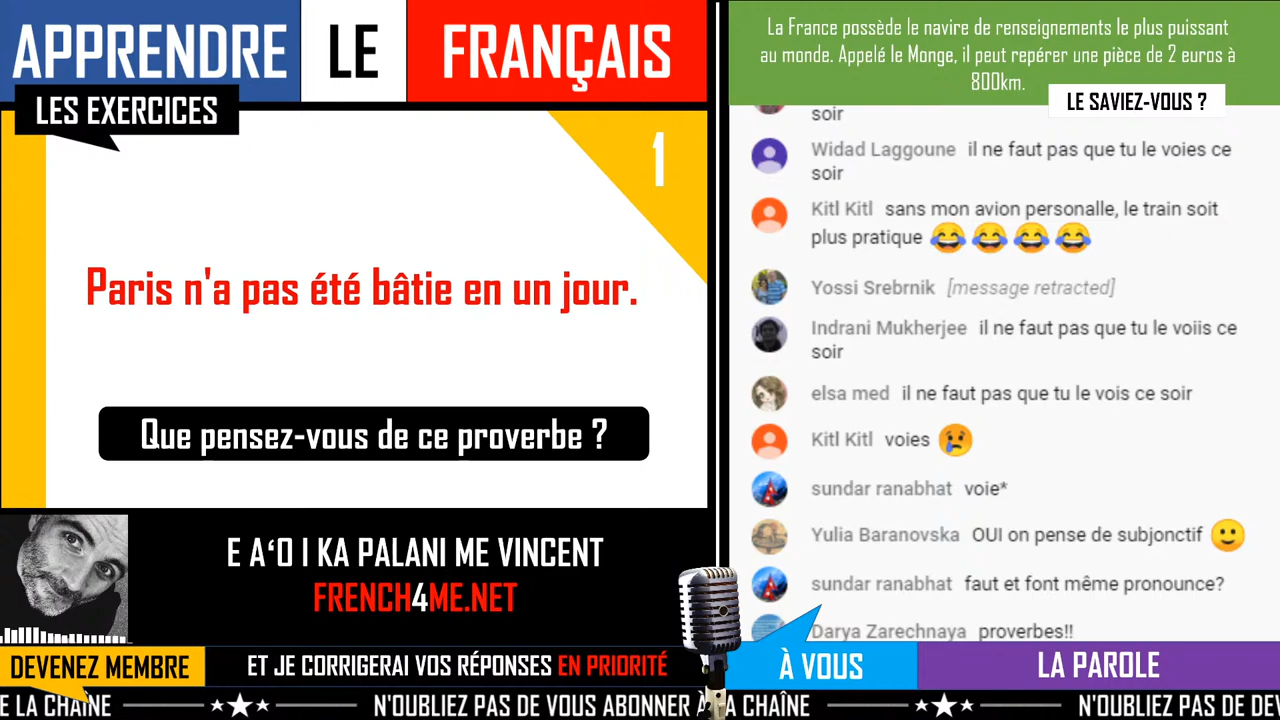 APPRENDRE LE FRANÇAIS
LES EXERCICES
1
Paris n'a pas été bâtie en un jour.
Que pensez-vous de ce proverbe ?
E AʻO I KA PALANI ME VINCENT
FRENCH4ME.NET
DEVENEZ MEMBRE
ET JE CORRIGERAI VOS RÉPONSES EN PRIORITÉ
La France possède le navire de renseignements le plus puissant
au monde. Appelé le Monge, il peut repérer une pièce de 2 euros à
800km.
LE SAVIEZ-VOUS ?
soir
Widad Laggoune il ne faut pas que tu le voies ce
soir
Kitl Kitl sans mon avion personalle, le train soit
plus pratique 😂😂😂😂
Yossi Srebrnik [message retracted]
Indrani Mukherjee il ne faut pas que tu le voiis ce
soir
elsa med il ne faut pas que tu le vois ce soir
Kitl Kitl voies 😢
sundar ranabhat voie*
Yulia Baranovska OUI on pense de subjonctif 🙂
sundar ranabhat faut et font même pronounce?
Darya Zarechnaya proverbes!!
À VOUS
LA PAROLE
E LA CHAÎNE N'OUBLIEZ PAS DE VOUS ABONNER À LA CHAÎNE N'OUBLIEZ PAS DE DE